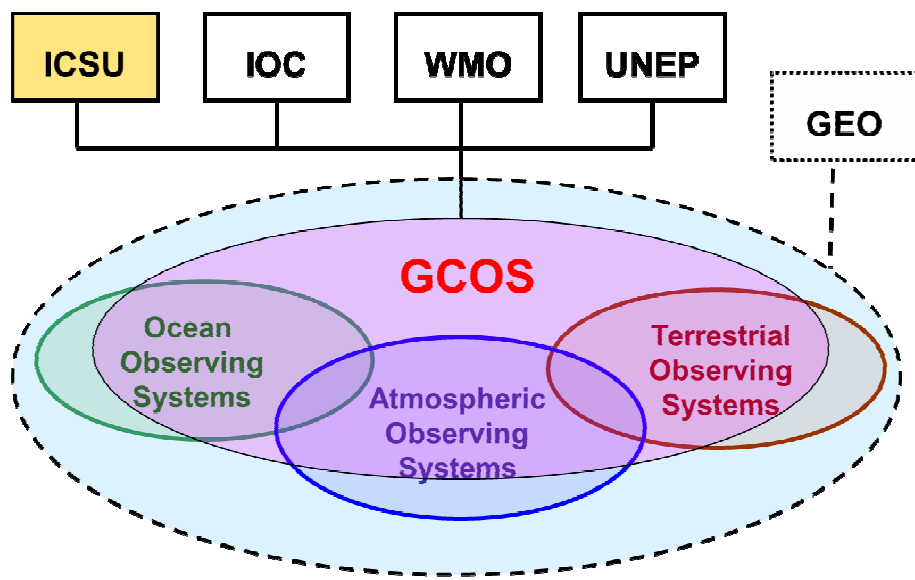 ICSU
IOC
WMO
UNEP
GEO
GCOS
Ocean
Observing
Systems
Atmospheric
Observing
Systems
Terrestrial
Observing
Systems